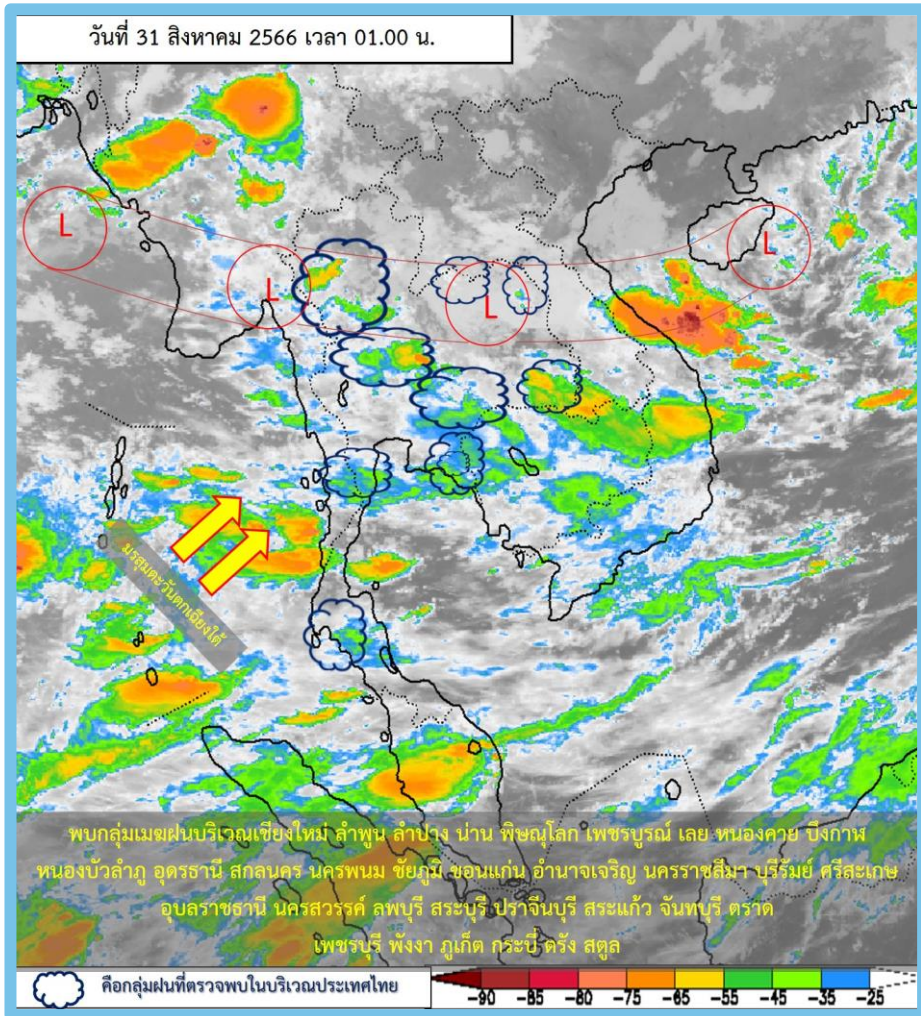 วันที่ 31 สิงหาคม 2566 เวลา 01.00 น.
L
L
L
L
มรสุมตะวันตกเฉียงใต้
พบกลุ่มเมฆฝนบริเวณเชียงใหม่ ลำพูน ลำปาง น่าน พิษณุโลก เพชรบูรณ์ เลย หนองคาย บึงกาฬ
หนองบัวลำภู อุดรธานี สกลนคร นครพนม ชัยภูมิ ขอนแก่น อำนาจเจริญ นครราชสีมา บุรีรัมย์ ศรีสะเกษ
อุบลราชธานี นครสวรรค์ ลพบุรี สระบุรี ปราจีนบุรี สระแก้ว จันทบุรี ตราด
เพชรบุรี พังงา ภูเก็ต กระบี่ ตรัง สตูล
คือกลุ่มฝนที่ตรวจพบในบริเวณประเทศไทย
-90 -85 -80 -75 -65 -55 -45 -35 -25